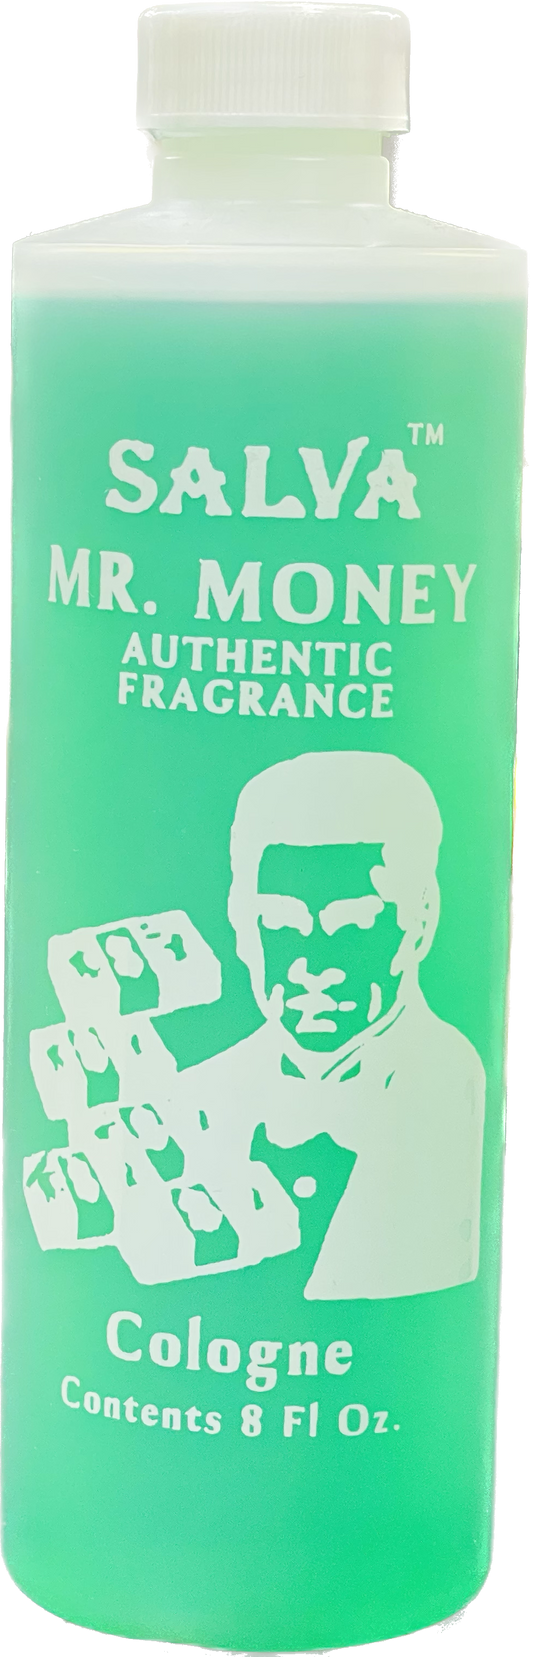 SALVA™
MR. MONEY
AUTHENTIC
FRAGRANCE
Cologne
Contents 8 Fl Oz.